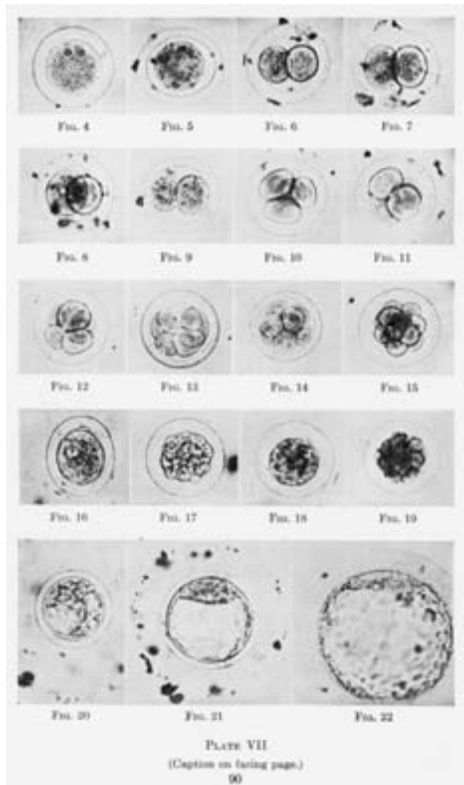 Fig. 4 Fig. 5 Fig. 6 Fig. 7
Fig. 8 Fig. 9 Fig. 10 Fig. 11
Fig. 12 Fig. 13 Fig. 14 Fig. 15
Fig. 16 Fig. 17 Fig. 18 Fig. 19
Fig. 20 Fig. 21 Fig. 22
Plate VII
(Caption on facing page.)
90